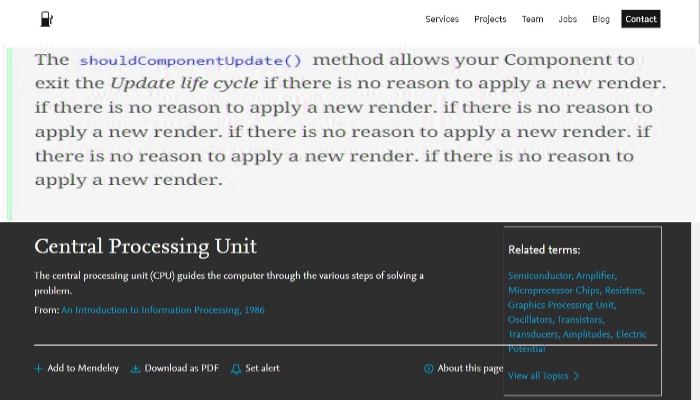 Services Projects Team Jobs Blog Contact
The shouldComponentUpdate() method allows your Component to
exit the Update life cycle if there is no reason to apply a new render.
if there is no reason to apply a new render. if there is no reason to
apply a new render. if there is no reason to apply a new render. if
there is no reason to apply a new render. if there is no reason to
apply a new render.
Central Processing Unit
The central processing unit (CPU) guides the computer through the various steps of solving a
problem.
From: An Introduction to Information Processing, 1986
Related terms:
Semiconductor, Amplifier,
Microprocessor Chips, Resistors,
Graphics Processing Unit,
Oscillators, Transistors,
Transducers, Amplitudes, Electric
Potential
View all Topics
Add to Mendeley Download as PDF Set alert About this page